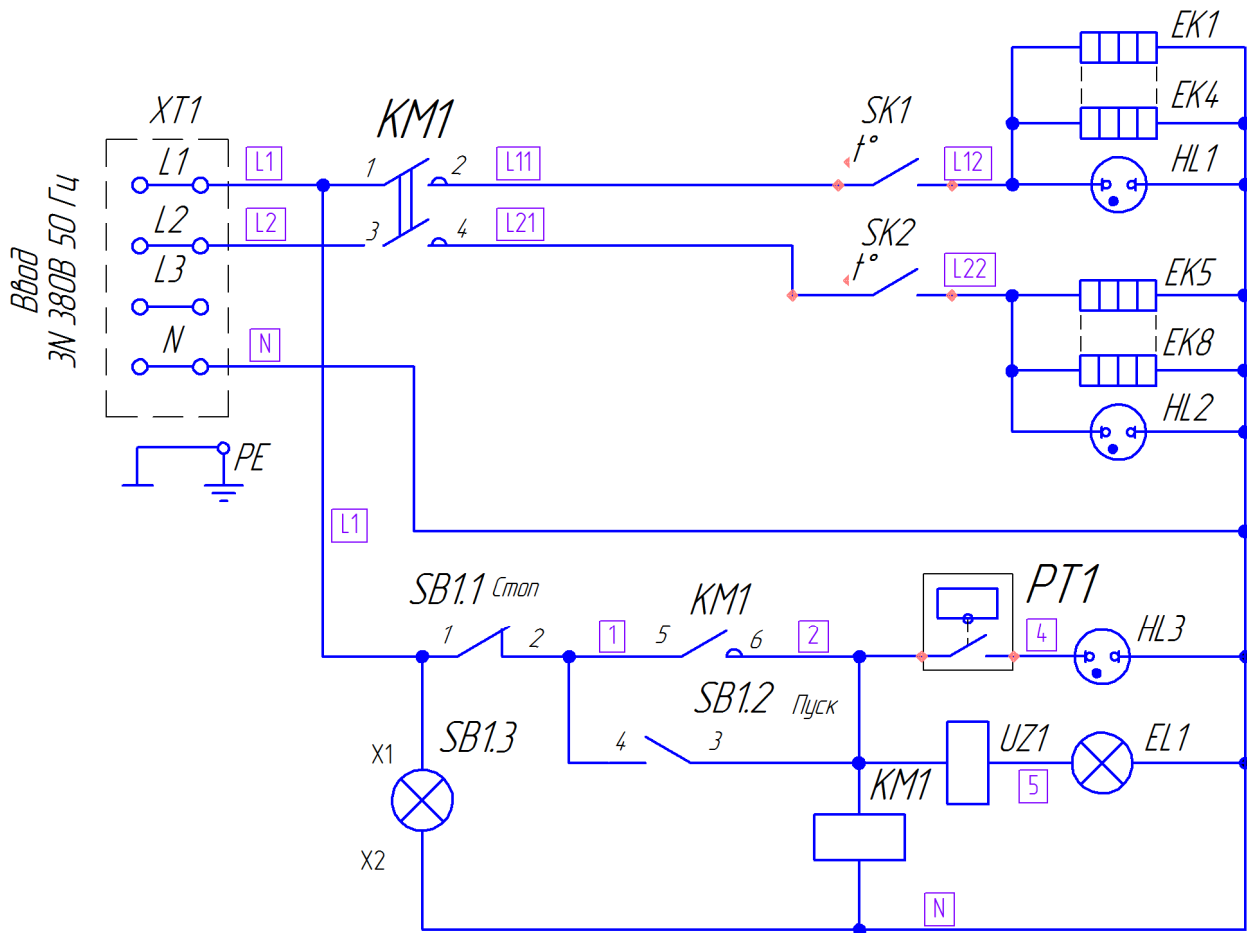 EK1
XT1
KM1
SK1
EK4
t°
L1
L1
1
2
L11
L12
HL1
L2
L2
3
4
L21
SK2
Ввод
3N 380В 50 Гц
t°
L3
L22
EK5
N
N
EK8
HL2
PE
L1
SB1.1 Стоп
KM1
PT1
1
2
1
5
6
2
4
HL3
SB1.2 Пуск
SB1.3
4
3
UZ1
EL1
X1
KM1
5
X2
N